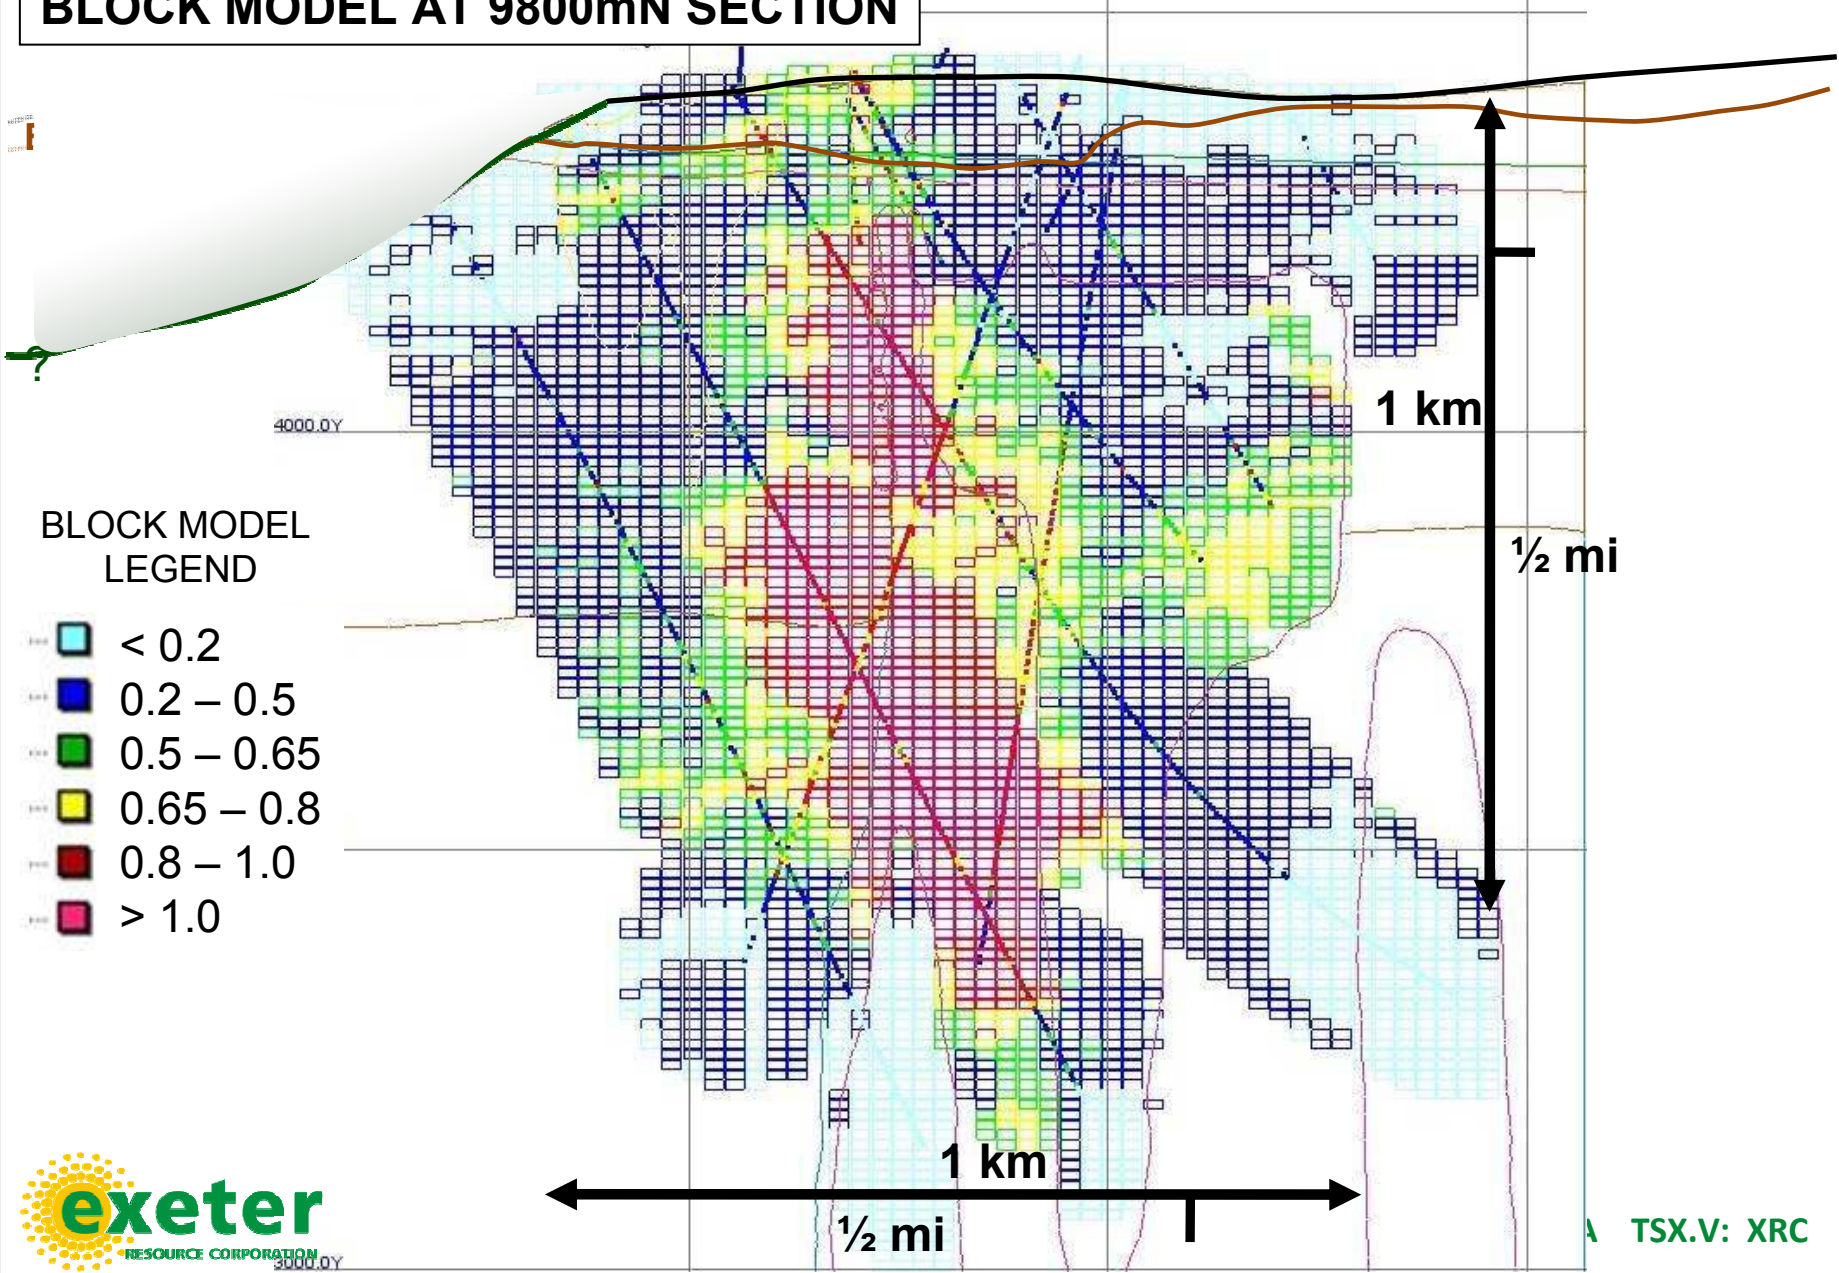 BLOCK MODEL AT 9800mN SECTION
?
4000.0Y
1 km
½ mi
BLOCK MODEL
LEGEND
< 0.2
0.2 – 0.5
0.5 – 0.65
0.65 – 0.8
0.8 – 1.0
> 1.0
1 km
½ mi
exeter
RESOURCE CORPORATION
3000.0Y
TSX.V: XRC